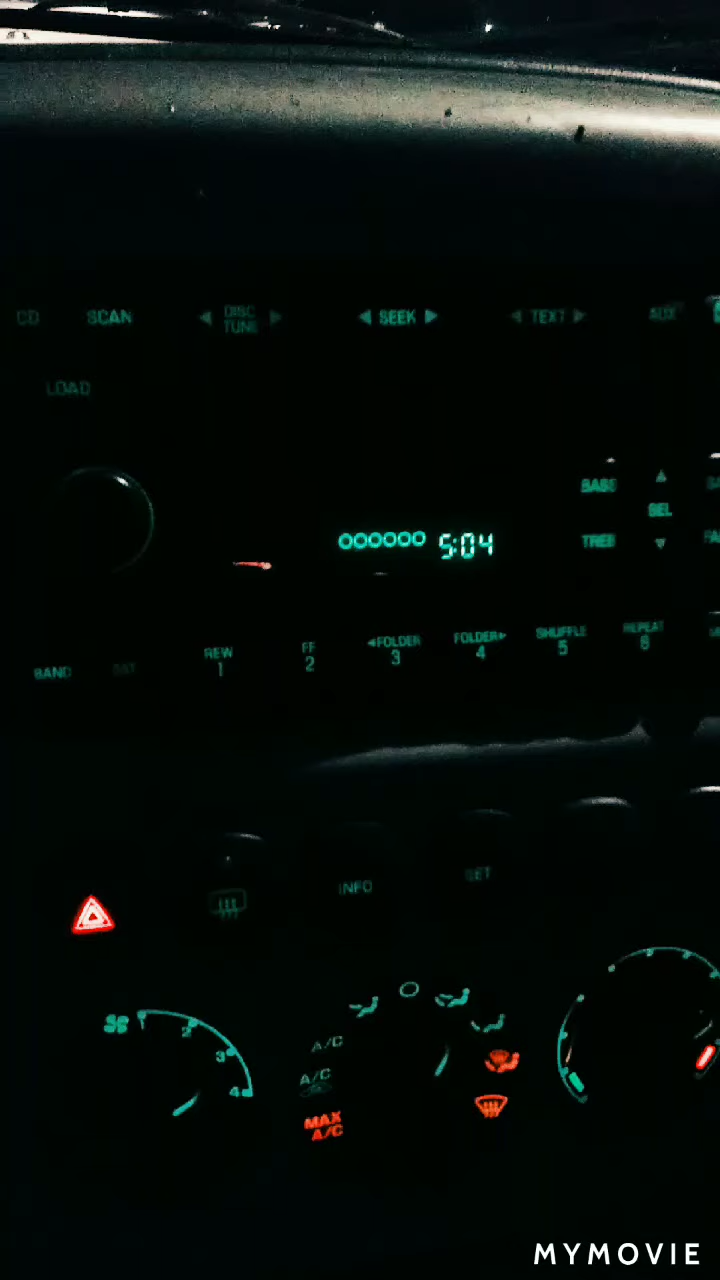 CD SCAN DISC TUNE SEEK TEXT AUX
LOAD
BASS
SEL
TREB
5:04
REW FF FOLDER FOLDER SHUFFLE REPEAT
BAND SAT 1 2 3 4 5 6
INFO SET
1 2 3 4
A/C
A/C
MAX A/C
MYMOVIE